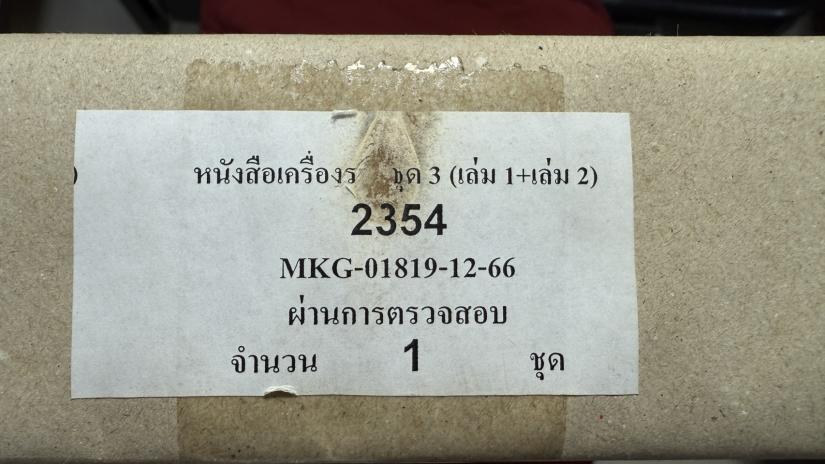 หนังสือเครื่องร ชุด 3 (เล่ม 1+เล่ม 2)
2354
MKG-01819-12-66
ผ่านการตรวจสอบ
จำนวน 1 ชุด